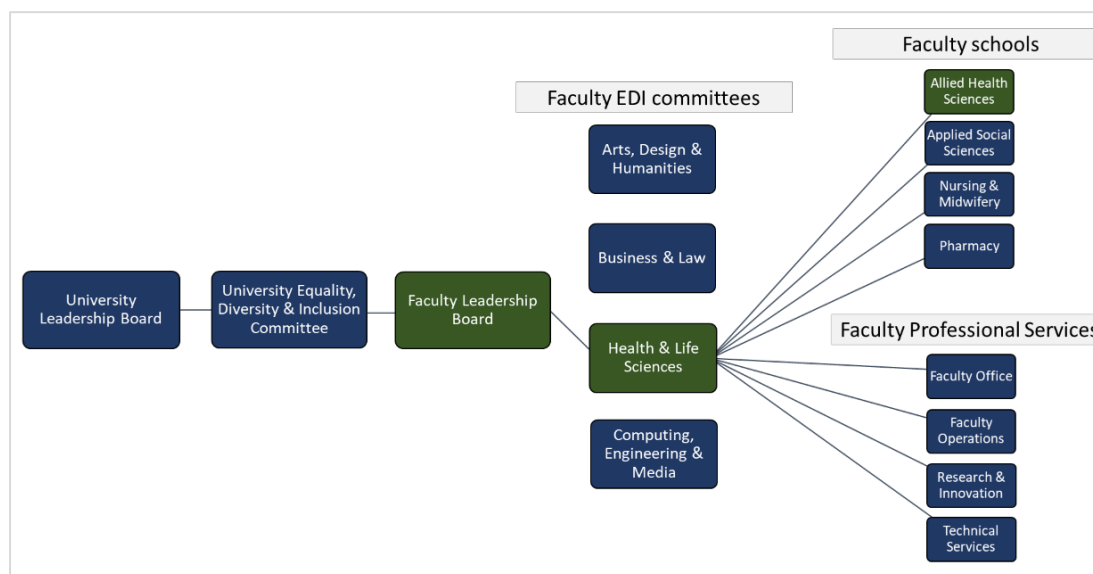 University
Leadership Board
University Equality,
Diversity & Inclusion
Committee
Faculty Leadership
Board
Faculty EDI committees
Arts, Design &
Humanities
Business & Law
Health & Life
Sciences
Computing,
Engineering &
Media
Faculty schools
Allied Health
Sciences
Applied Social
Sciences
Nursing &
Midwifery
Pharmacy
Faculty Professional Services
Faculty Office
Faculty
Operations
Research &
Innovation
Technical
Services